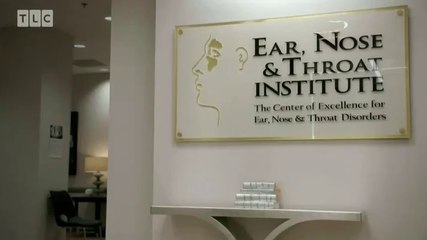 TLC
EAR, NOSE
& THROAT
INSTITUTE
The Center of Excellence for
Ear, Nose & Throat Disorders